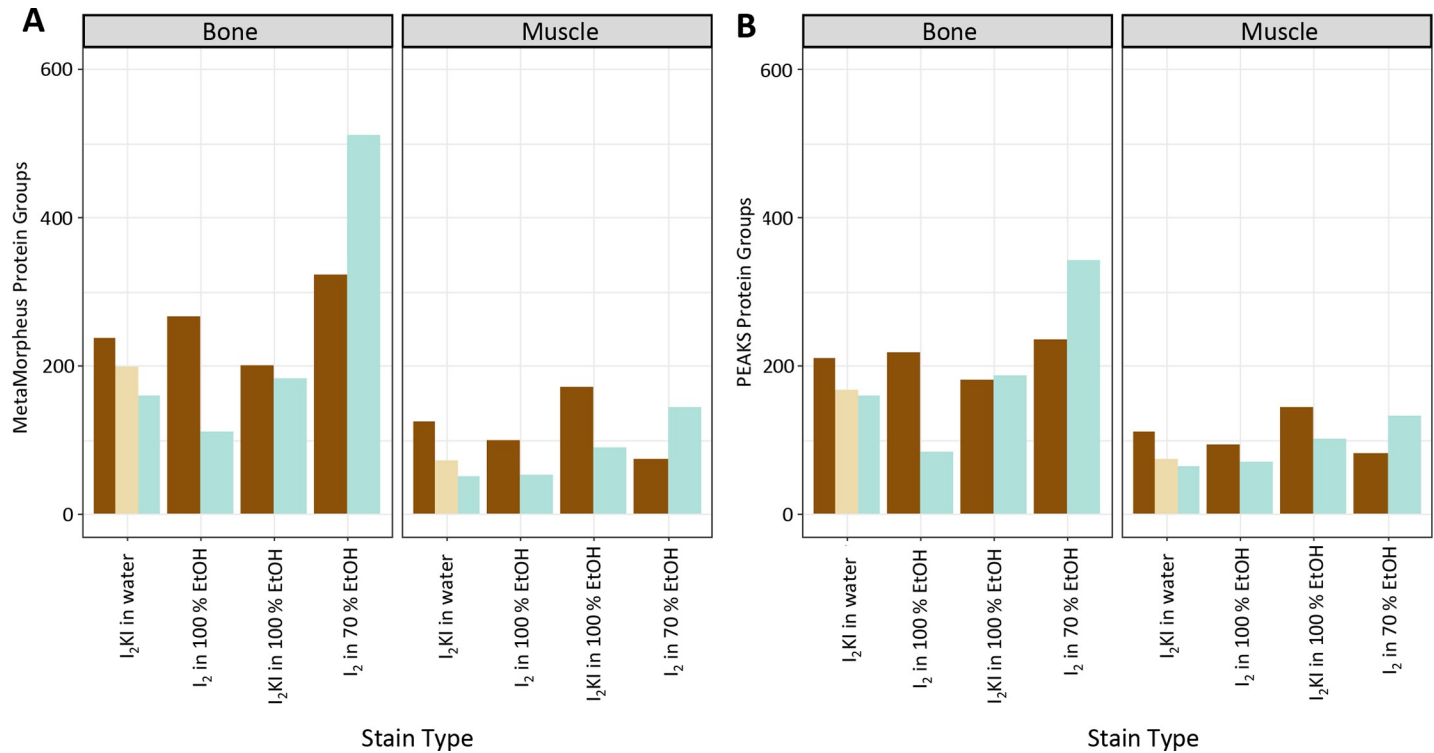 A
Bone
Muscle
MetaMorpheus Protein Groups
600
400
200
0
I₂KI in water
I₂ in 100 % EtOH
I₂KI in 100 % EtOH
I₂ in 70 % EtOH
I₂KI in water
I₂ in 100 % EtOH
I₂KI in 100 % EtOH
I₂ in 70 % EtOH
Stain Type
B
Bone
Muscle
PEAKS Protein Groups
600
400
200
0
I₂KI in water
I₂ in 100 % EtOH
I₂KI in 100 % EtOH
I₂ in 70 % EtOH
I₂KI in water
I₂ in 100 % EtOH
I₂KI in 100 % EtOH
I₂ in 70 % EtOH
Stain Type